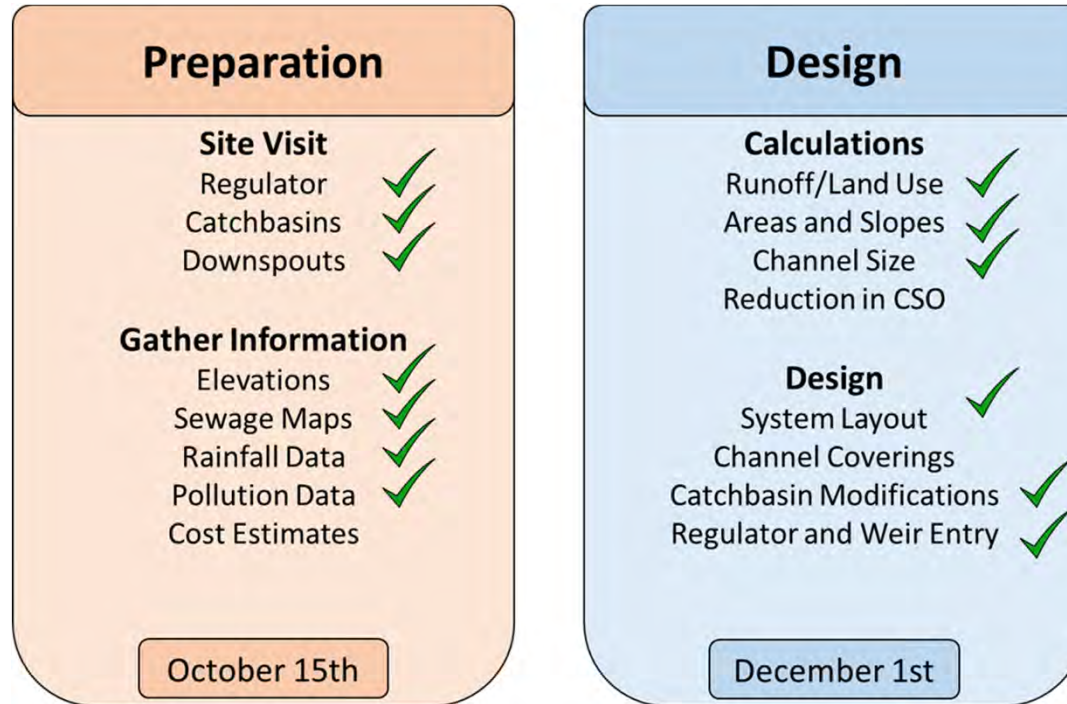 Preparation
Site Visit
Regulator
Catchbasins
Downspouts
Gather Information
Elevations
Sewage Maps
Rainfall Data
Pollution Data
Cost Estimates
October 15th
Design
Calculations
Runoff/Land Use
Areas and Slopes
Channel Size
Reduction in CSO
Design
System Layout
Channel Coverings
Catchbasin Modifications
Regulator and Weir Entry
December 1st